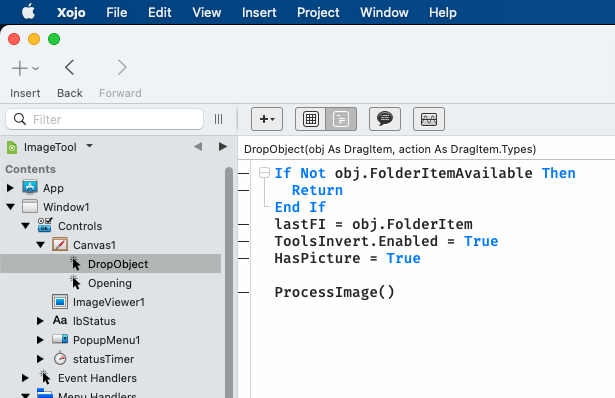 Xojo File Edit View Insert Project Window Help
Insert Back Forward
Filter
ImageTool
DropObject(obj As DragItem, action As DragItem.Types)
Contents
App
Window1
Controls
Canvas1
DropObject
Opening
ImageViewer1
Aa lbStatus
PopupMenu1
statusTimer
Event Handlers
Menu Handlers
If Not obj.FolderItemAvailable Then
Return
End If
lastFI = obj.FolderItem
ToolsInvert.Enabled = True
HasPicture = True
ProcessImage()